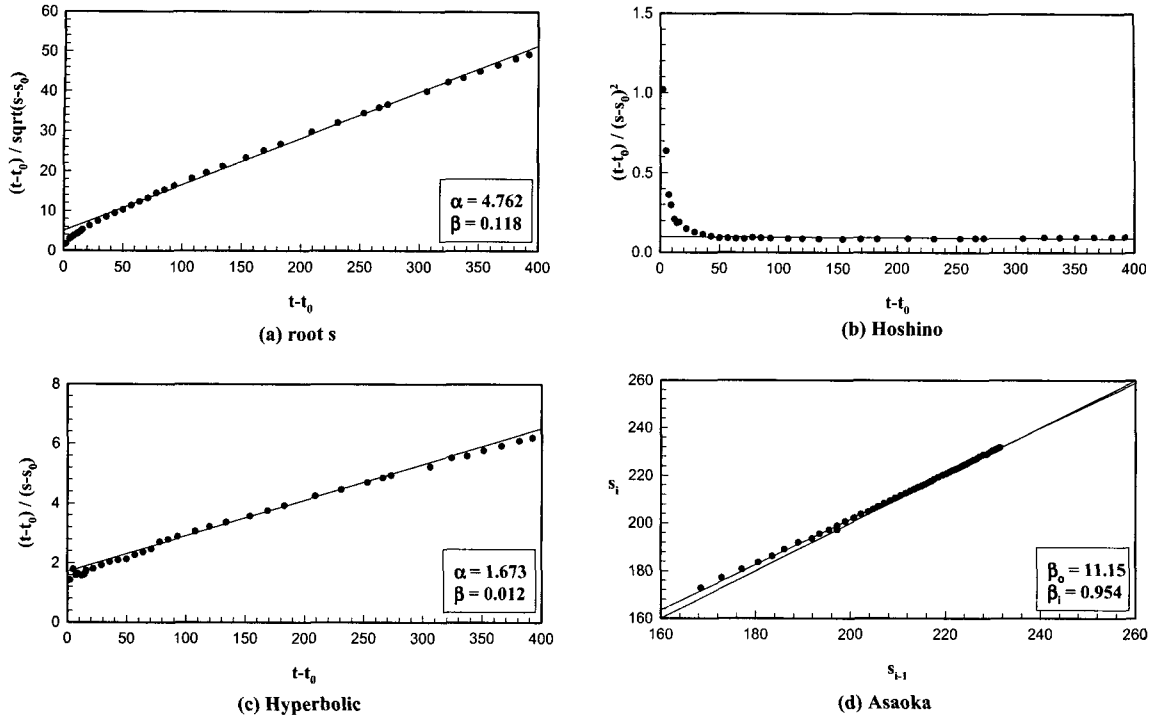 60
50
40
30
20
10
0
(t-t₀) / sqrt(s-s₀)
α = 4.762
β = 0.118
0 50 100 150 200 250 300 350 400
t-t₀
(a) root s
1.5
1.0
0.5
0.0
(t-t₀) / (s-s₀)²
0 50 100 150 200 250 300 350 400
t-t₀
(b) Hoshino
8
6
4
2
0
(t-t₀) / (s-s₀)
α = 1.673
β = 0.012
0 50 100 150 200 250 300 350 400
t-t₀
(c) Hyperbolic
260
240
220
200
180
160
sᵢ
βₒ = 11.15
βᵢ = 0.954
160 180 200 220 240 260
sᵢ₋₁
(d) Asaoka